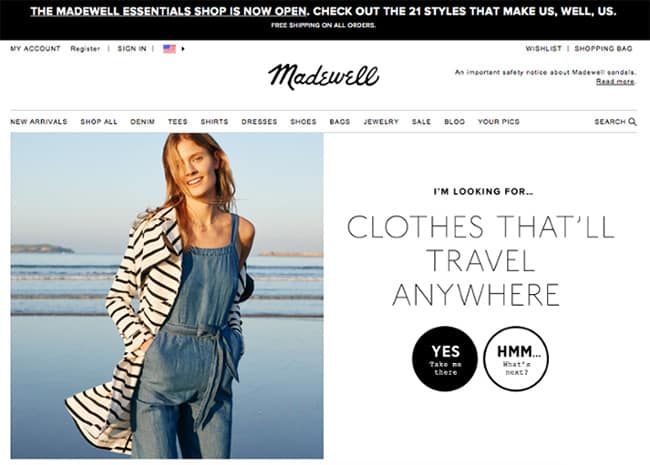 THE MADEWELL ESSENTIALS SHOP IS NOW OPEN. CHECK OUT THE 21 STYLES THAT MAKE US, WELL, US.
FREE SHIPPING ON ALL ORDERS.
MY ACCOUNT Register | SIGN IN | WISHLIST | SHOPPING BAG
Madewell
An important safety notice about Madewell sandals.
Read more.
NEW ARRIVALS SHOP ALL DENIM TEES SHIRTS DRESSES SHOES BAGS JEWELRY SALE BLOG YOUR PICS SEARCH
I'M LOOKING FOR...
CLOTHES THAT'LL
TRAVEL
ANYWHERE
YES
Take me
there
HMM...
What's
next?